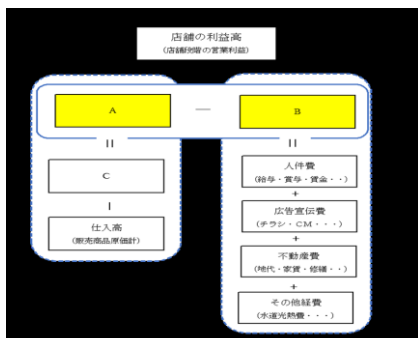 店舗の利益高
(店舗段階の営業利益)
A
―
B
=
=
C
人件費
(給与・賞与・賃金・・)
+
広告宣伝費
(チラシ・CM・・・)
―
仕入高
(販売商品原価計)
+
不動産費
(地代・家賃・修繕・・)
+
その他経費
(水道光熱費・・・)